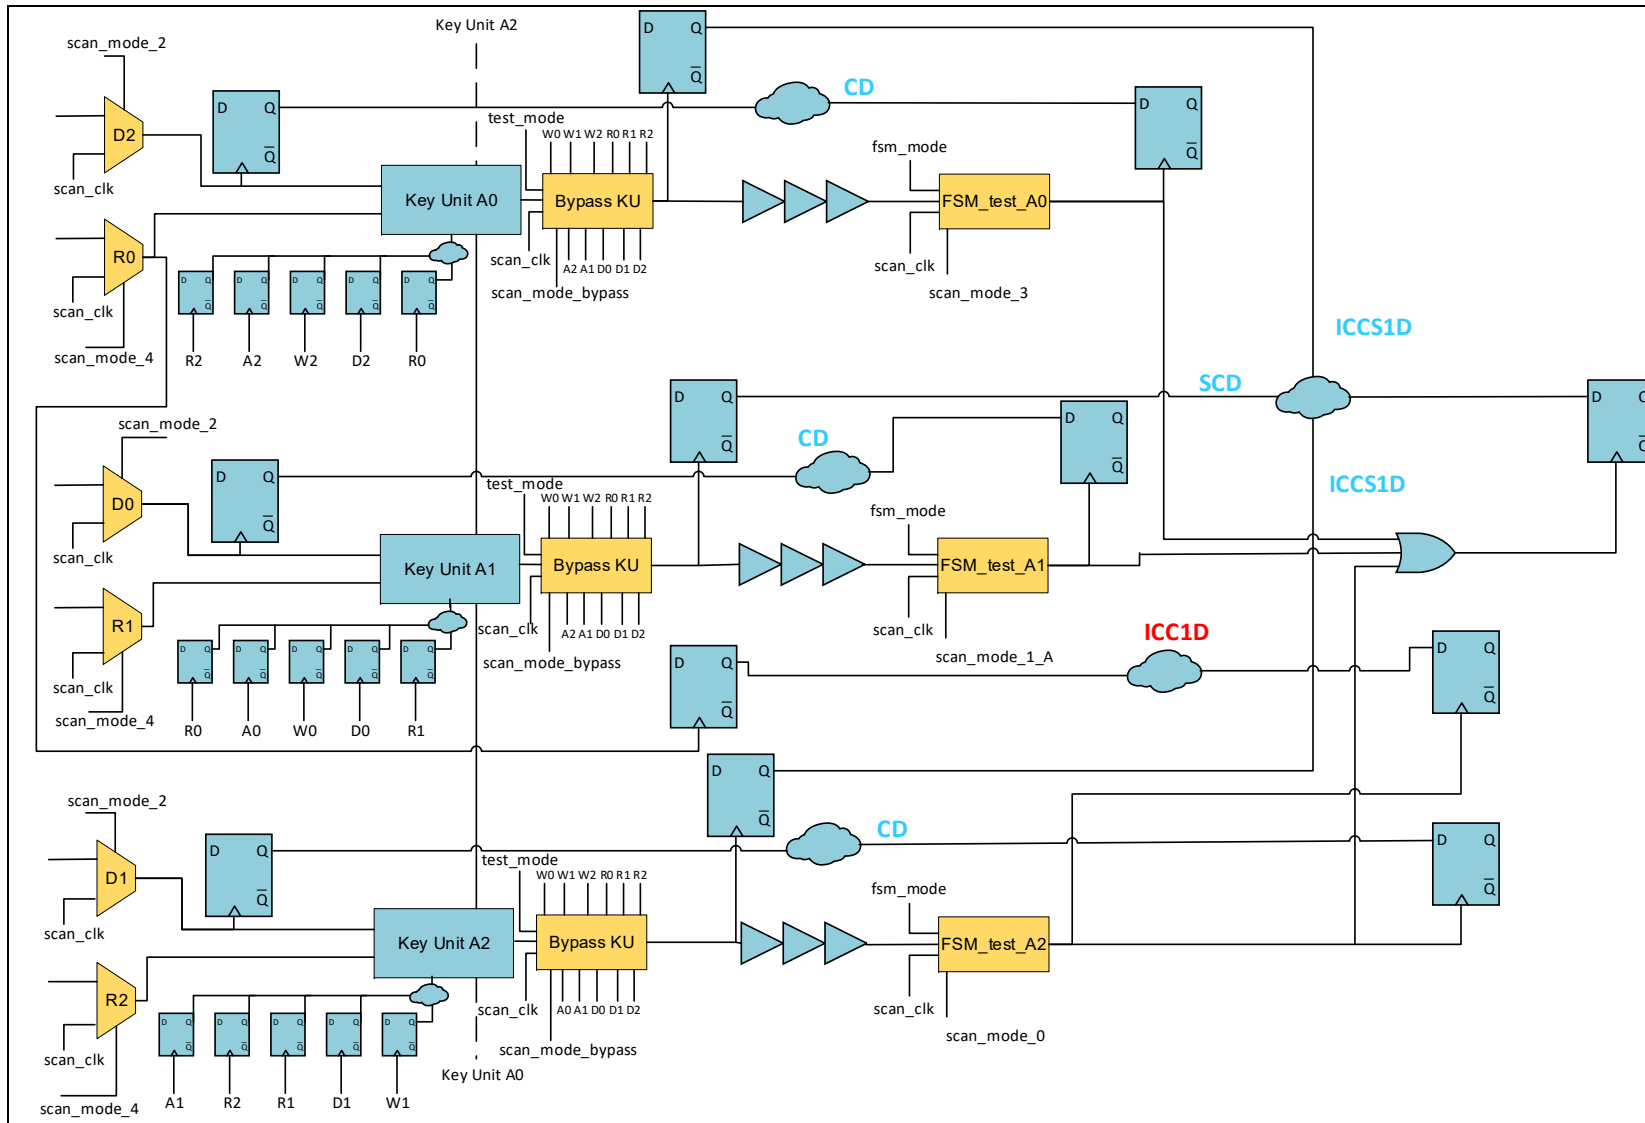 Key Unit A2
scan_mode_2
D Q
Q
CD
D Q
Q
D Q
Q
D2
scan_clk
test_mode
W0 W1 W2 R0 R1 R2
fsm_mode
Key Unit A0
Bypass KU
FSM_test_A0
R0
scan_clk
scan_clk
A2 A1 D0 D1 D2
scan_clk
scan_mode_bypass
scan_mode_3
scan_mode_4
D Q
Q
D Q
Q
D Q
Q
D Q
Q
D Q
Q
R2 A2 W2 D2 R0
ICCS1D
SCD
D Q
Q
D Q
Q
D Q
Q
scan_mode_2
D Q
Q
CD
D0
scan_clk
test_mode
W0 W1 W2 R0 R1 R2
fsm_mode
ICCS1D
Key Unit A1
Bypass KU
FSM_test_A1
R1
scan_clk
scan_clk
A2 A1 D0 D1 D2
scan_clk
scan_mode_bypass
scan_mode_1_A
scan_mode_4
D Q
Q
D Q
Q
D Q
Q
D Q
Q
D Q
Q
R0 A0 W0 D0 R1
ICC1D
D Q
Q
D Q
Q
D Q
Q
scan_mode_2
D Q
Q
CD
D Q
Q
D1
scan_clk
test_mode
W0 W1 W2 R0 R1 R2
fsm_mode
Key Unit A2
Bypass KU
FSM_test_A2
R2
scan_clk
scan_clk
A0 A1 D0 D1 D2
scan_clk
scan_mode_bypass
scan_mode_0
scan_mode_4
D Q
Q
D Q
Q
D Q
Q
D Q
Q
D Q
Q
A1 R2 R1 D1 W1
Key Unit A0